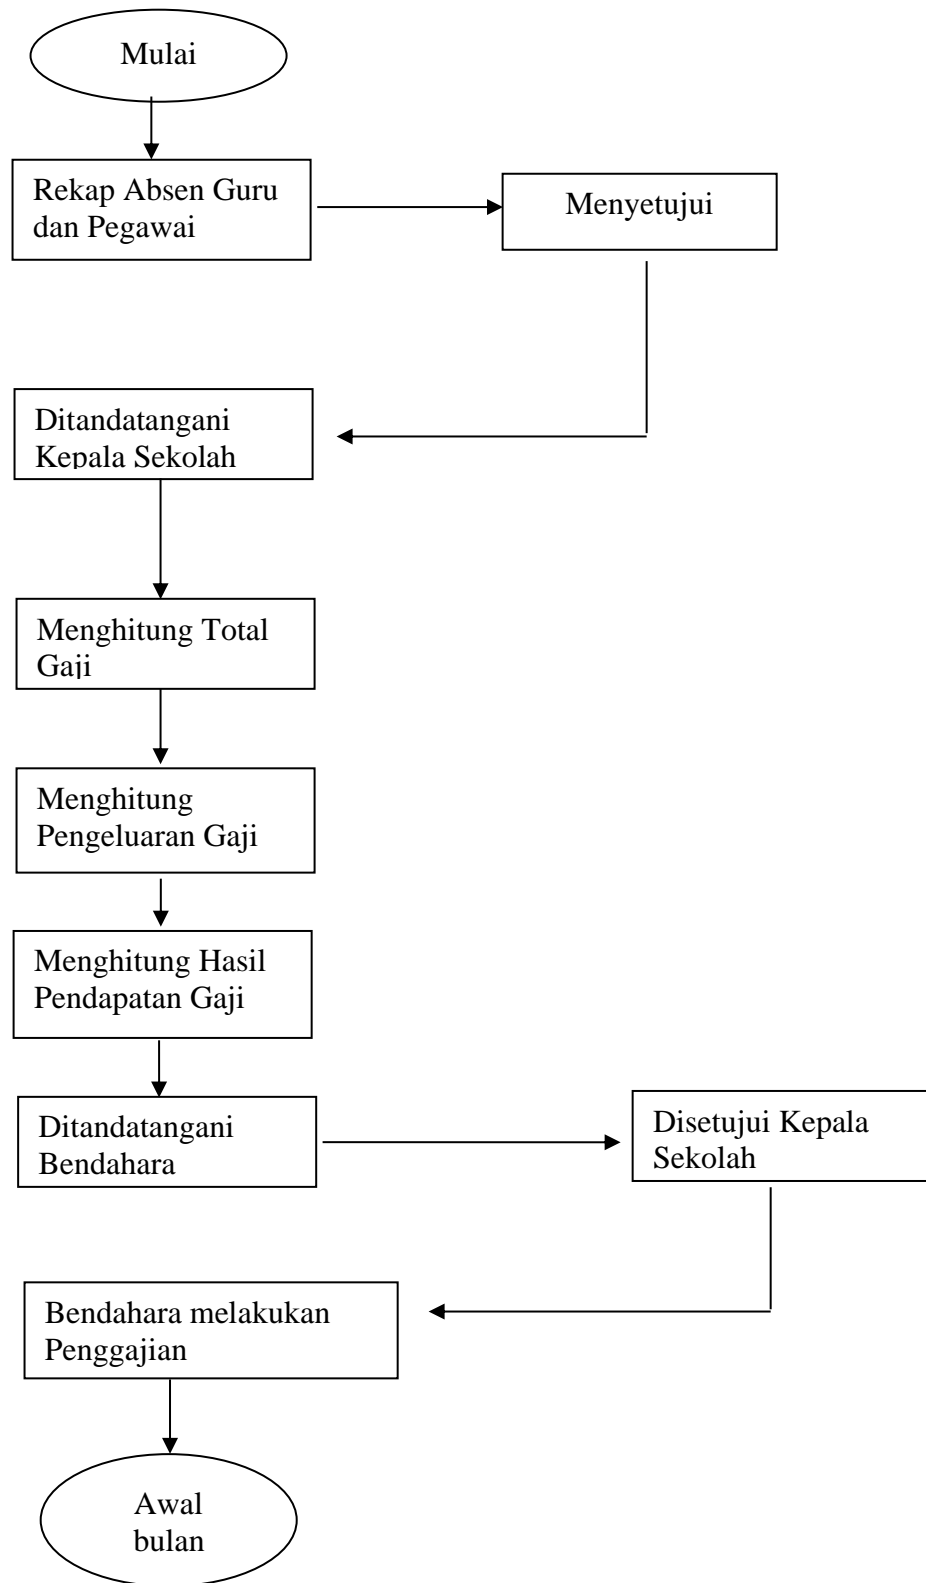 Mulai
Rekap Absen Guru
dan Pegawai
Menyetujui
Ditandatangani
Kepala Sekolah
Menghitung Total
Gaji
Menghitung
Pengeluaran Gaji
Menghitung Hasil
Pendapatan Gaji
Ditandatangani
Bendahara
Disetujui Kepala
Sekolah
Bendahara melakukan
Penggajian
Awal
bulan